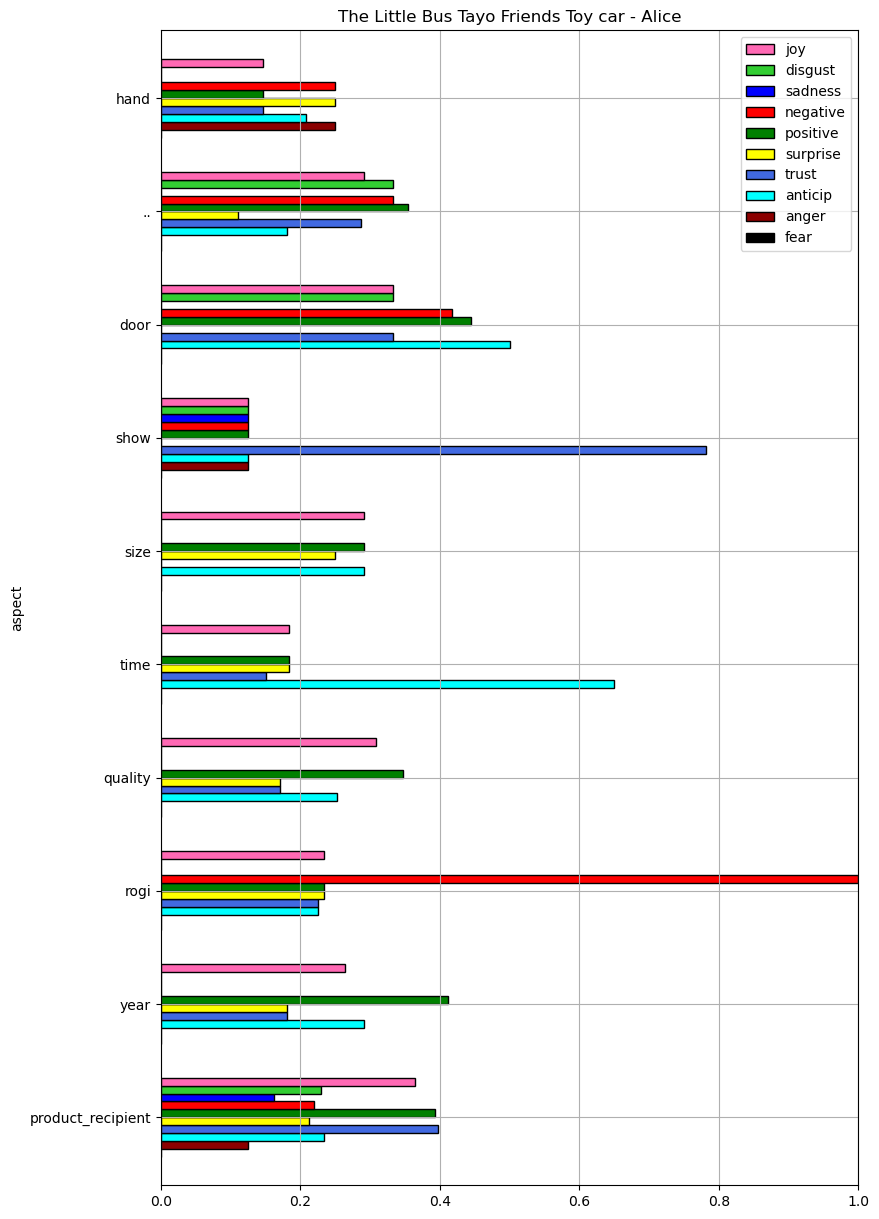 The Little Bus Tayo Friends Toy car - Alice
joy
disgust
sadness
negative
positive
surprise
trust
anticip
anger
fear
hand
..
door
show
size
time
quality
rogi
year
product_recipient
aspect
0.0 0.2 0.4 0.6 0.8 1.0